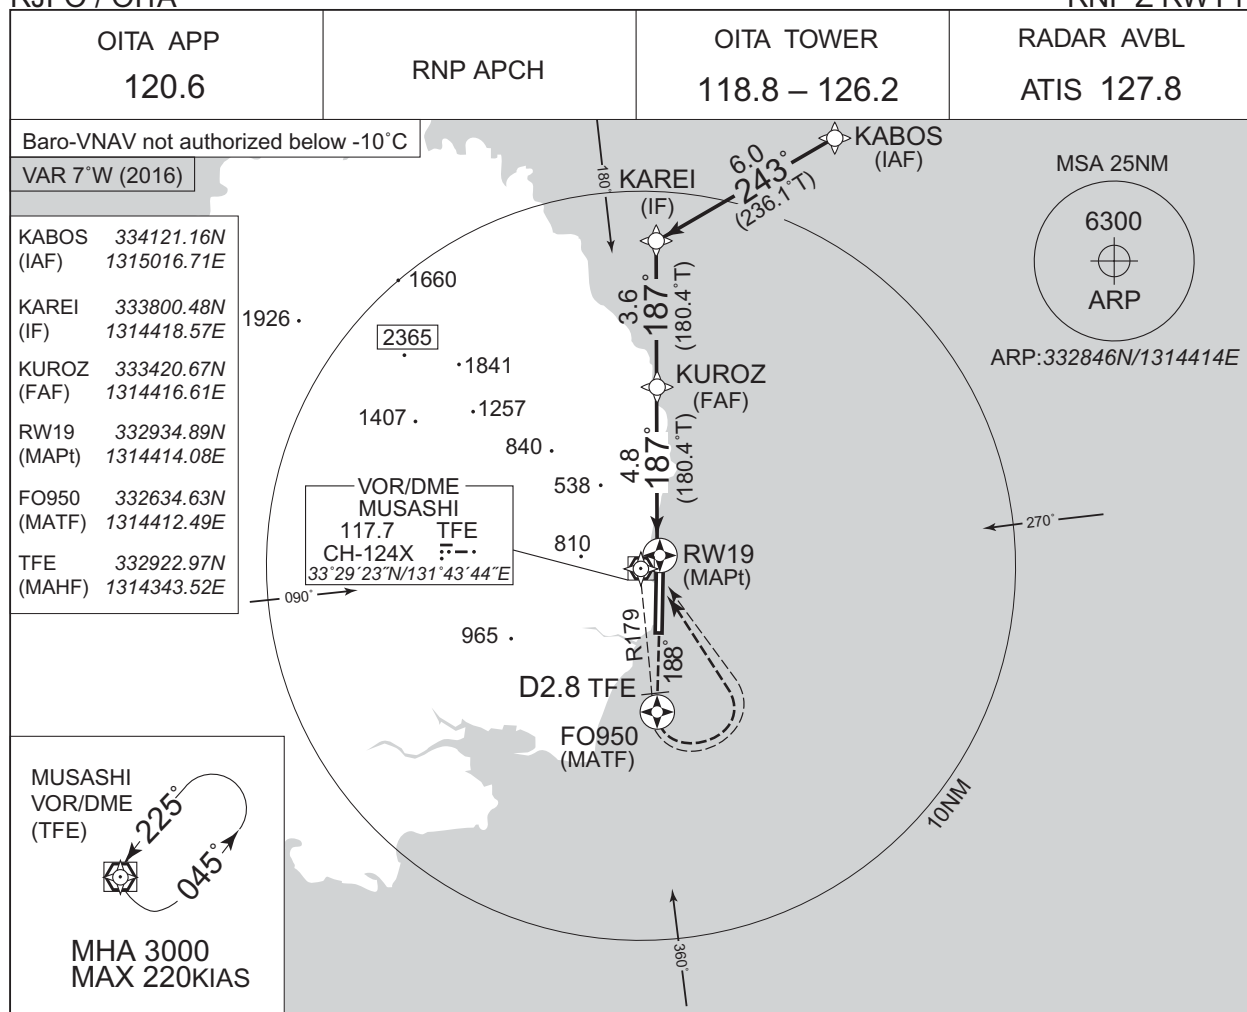 OITA APP
120.6
RNP APCH
OITA TOWER
118.8 – 126.2
RADAR AVBL
ATIS 127.8
Baro-VNAV not authorized below -10˚C
VAR 7˚W (2016)
KABOS 334121.16N
(IAF) 1315016.71E
KAREI 333800.48N
(IF) 1314418.57E
KUROZ 333420.67N
(FAF) 1314416.61E
RW19 332934.89N
(MAPt) 1314414.08E
FO950 332634.63N
(MATF) 1314412.49E
TFE 332922.97N
(MAHF) 1314343.52E
KABOS
(IAF)
6.0
243˚
(236.1˚T)
180˚
KAREI
(IF)
MSA 25NM
6300
ARP
ARP:332846N/1314414E
3.6
187˚
(180.4˚T)
1660
1926
2365
1841
1257
1407
840
538
810
965
KUROZ
(FAF)
4.8
187˚
(180.4˚T)
VOR/DME
MUSASHI
117.7 TFE
CH-124X
33˚29´23˝N/131˚43´44˝E
270˚
090˚
RW19
(MAPt)
R179
188˚
D2.8 TFE
FO950
(MATF)
10NM
360˚
MUSASHI
VOR/DME
(TFE)
225˚
045˚
MHA 3000
MAX 220KIAS